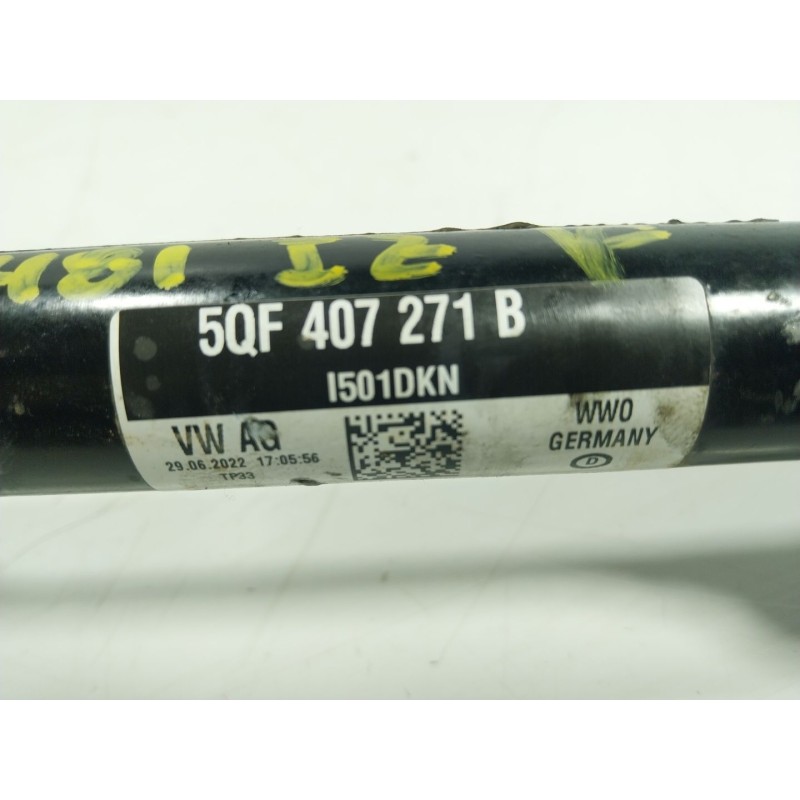 5QF 407 271 B
I501DKN
VW AG
29.06.2022 17:05:56
TP33
WWO
GERMANY
D